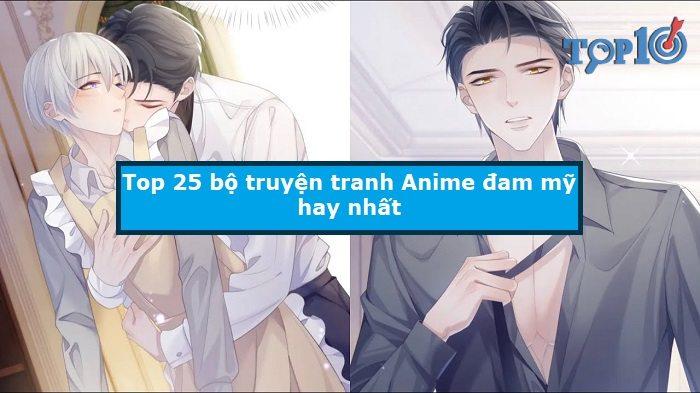 TOP10
Top 25 bộ truyện tranh Anime đam mỹ
hay nhất